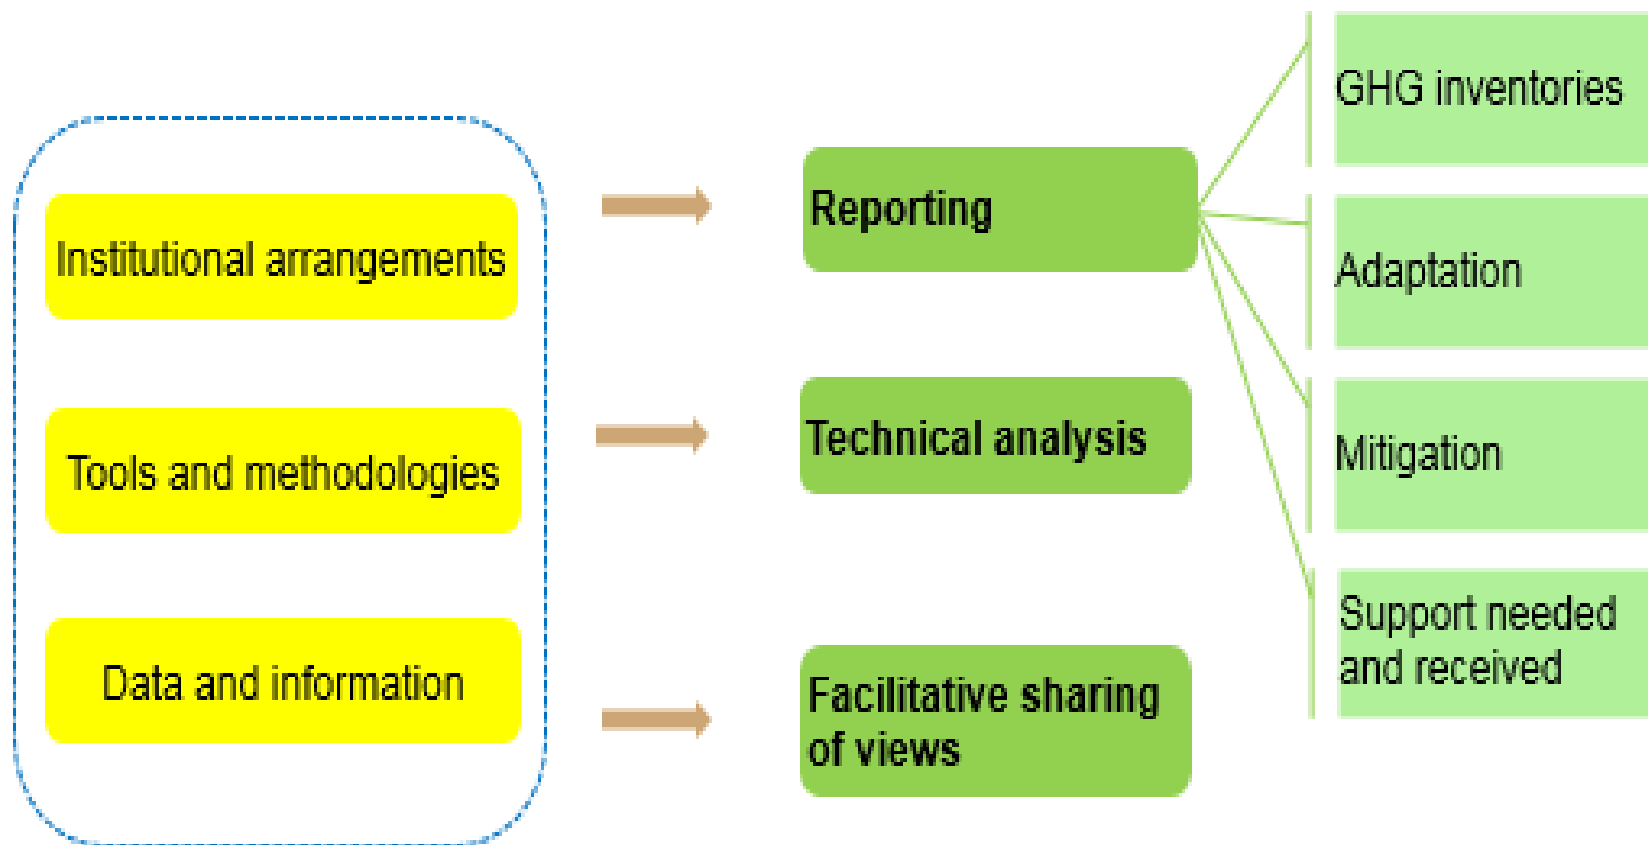 Institutional arrangements
Tools and methodologies
Data and information
Reporting
Technical analysis
Facilitative sharing
of views
GHG inventories
Adaptation
Mitigation
Support needed
and received